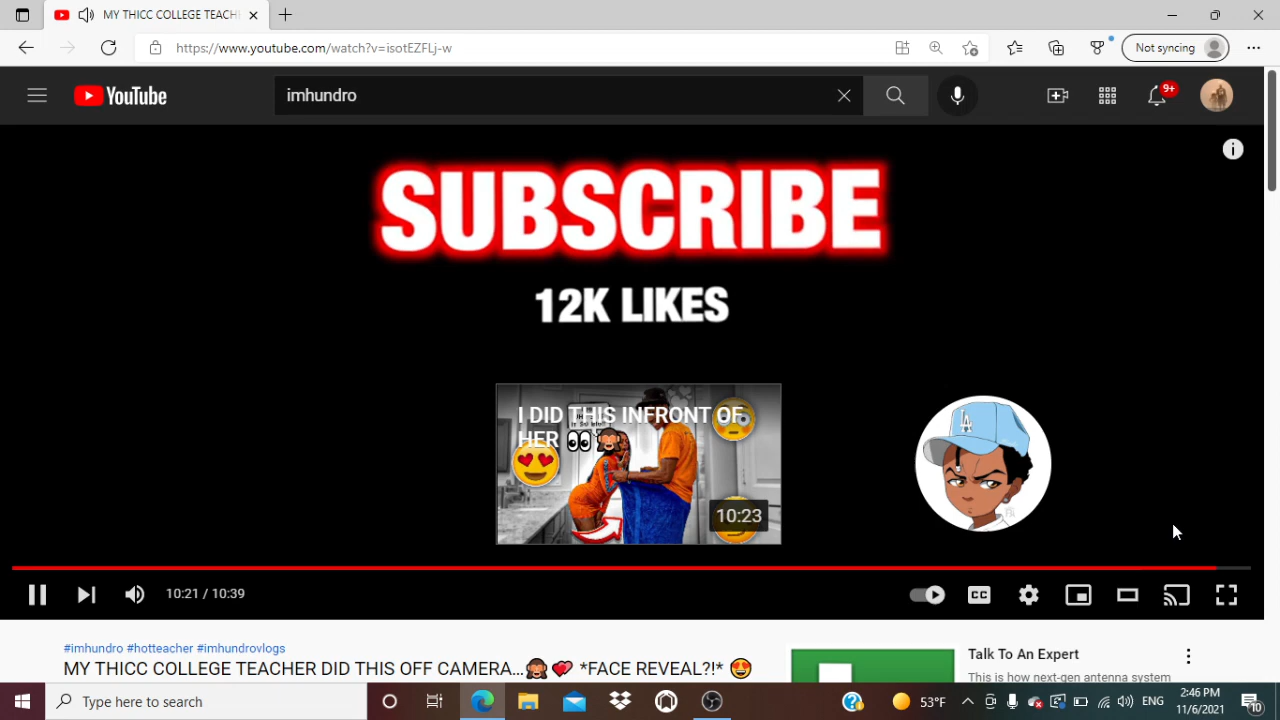 MY THICC COLLEGE TEACH
https://www.youtube.com/watch?v=isotEZFLj-w
Not syncing
YouTube
imhundro
9+
SUBSCRIBE
12K LIKES
I DID THIS INFRONT OF
HER 👀🙈
10:23
10:21 / 10:39
CC
#imhundro #hotteacher #imhundrovlogs
MY THICC COLLEGE TEACHER DID THIS OFF CAMERA...🙈💕 *FACE REVEAL?!* 😍
Talk To An Expert
This is how next-gen antenna system
Type here to search
53°F
ENG
2:46 PM
11/6/2021
10